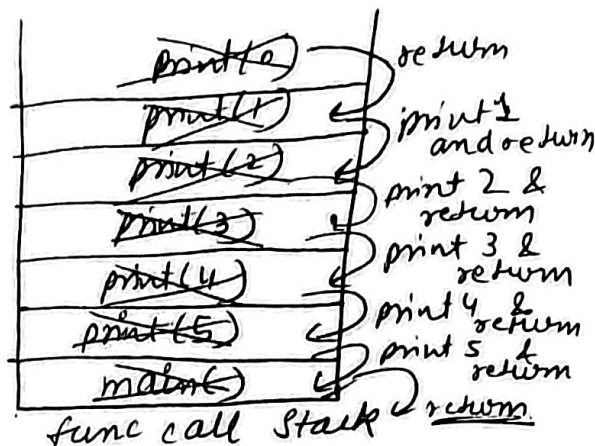 print(0)
return
print(1)
print 1
and return
print(2)
print 2 &
return
print(3)
print 3 &
return
print(4)
print 4 &
return
print(5)
print 5 &
return
main()
return
func call stack